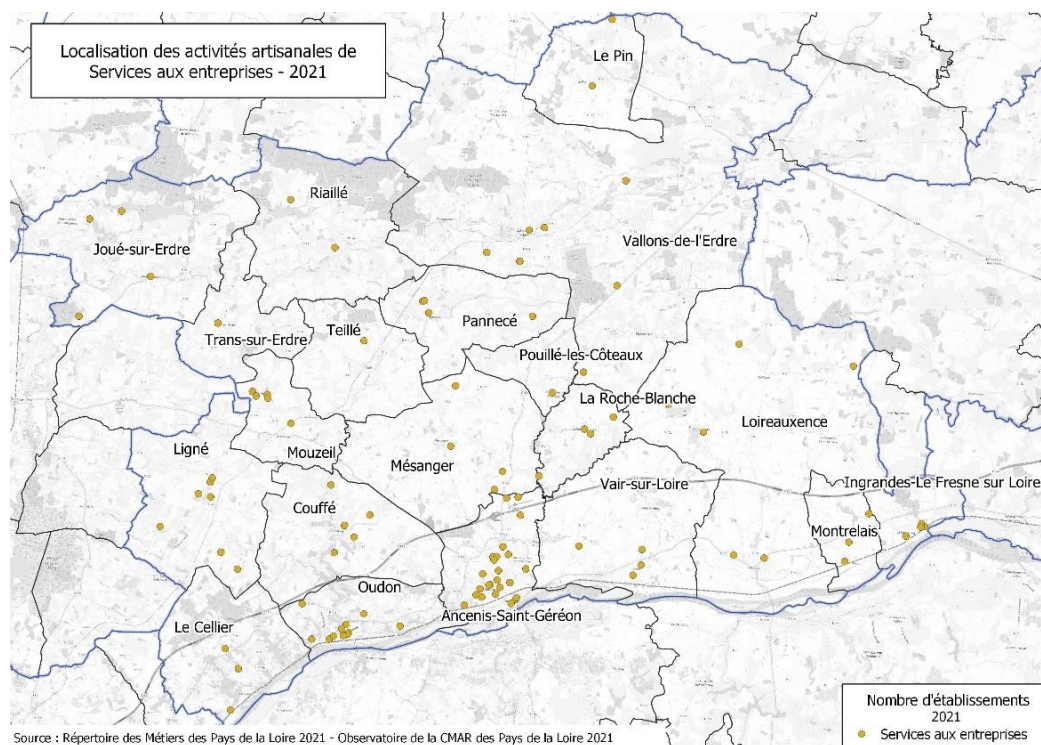 Localisation des activités artisanales de
Services aux entreprises - 2021
Le Pin
Riaillé
Joué-sur-Erdre
Vallons-de-l'Erdre
Trans-sur-Erdre
Teillé
Pannecé
Pouillé-les-Côteaux
La Roche-Blanche
Loireauxence
Ligné
Mouzeil
Mésanger
Couffé
Vair-sur-Loire
Ingrandes-Le Fresne sur Loire
Montrelais
Oudon
Le Cellier
Ancenis-Saint-Géréon
Nombre d'établissements
2021
Services aux entreprises
Source : Répertoire des Métiers des Pays de la Loire 2021 - Observatoire de la CMAR des Pays de la Loire 2021